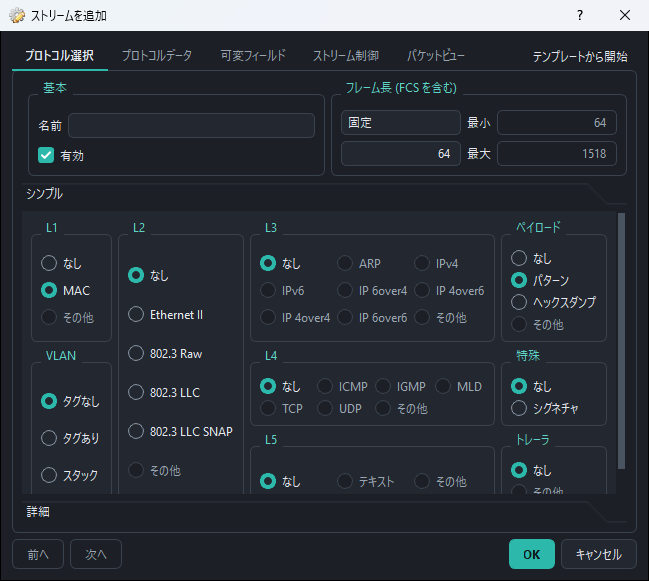 ストリームを追加
?
プロトコル選択 プロトコルデータ 可変フィールド ストリーム制御 パケットビュー テンプレートから開始
基本
名前
有効
フレーム長 (FCS を含む)
固定 最小 64
64 最大 1518
シンプル
L1
なし
MAC
その他
VLAN
タグなし
タグあり
スタック
L2
なし
Ethernet II
802.3 Raw
802.3 LLC
802.3 LLC SNAP
その他
L3
なし ARP IPv4
IPv6 IP 6over4 IP 4over6
IP 4over4 IP 6over6 その他
L4
なし ICMP IGMP MLD
TCP UDP その他
L5
なし テキスト その他
ペイロード
なし
パターン
ヘックスダンプ
その他
特殊
なし
シグネチャ
トレーラ
なし
その他
詳細
前へ 次へ OK キャンセル